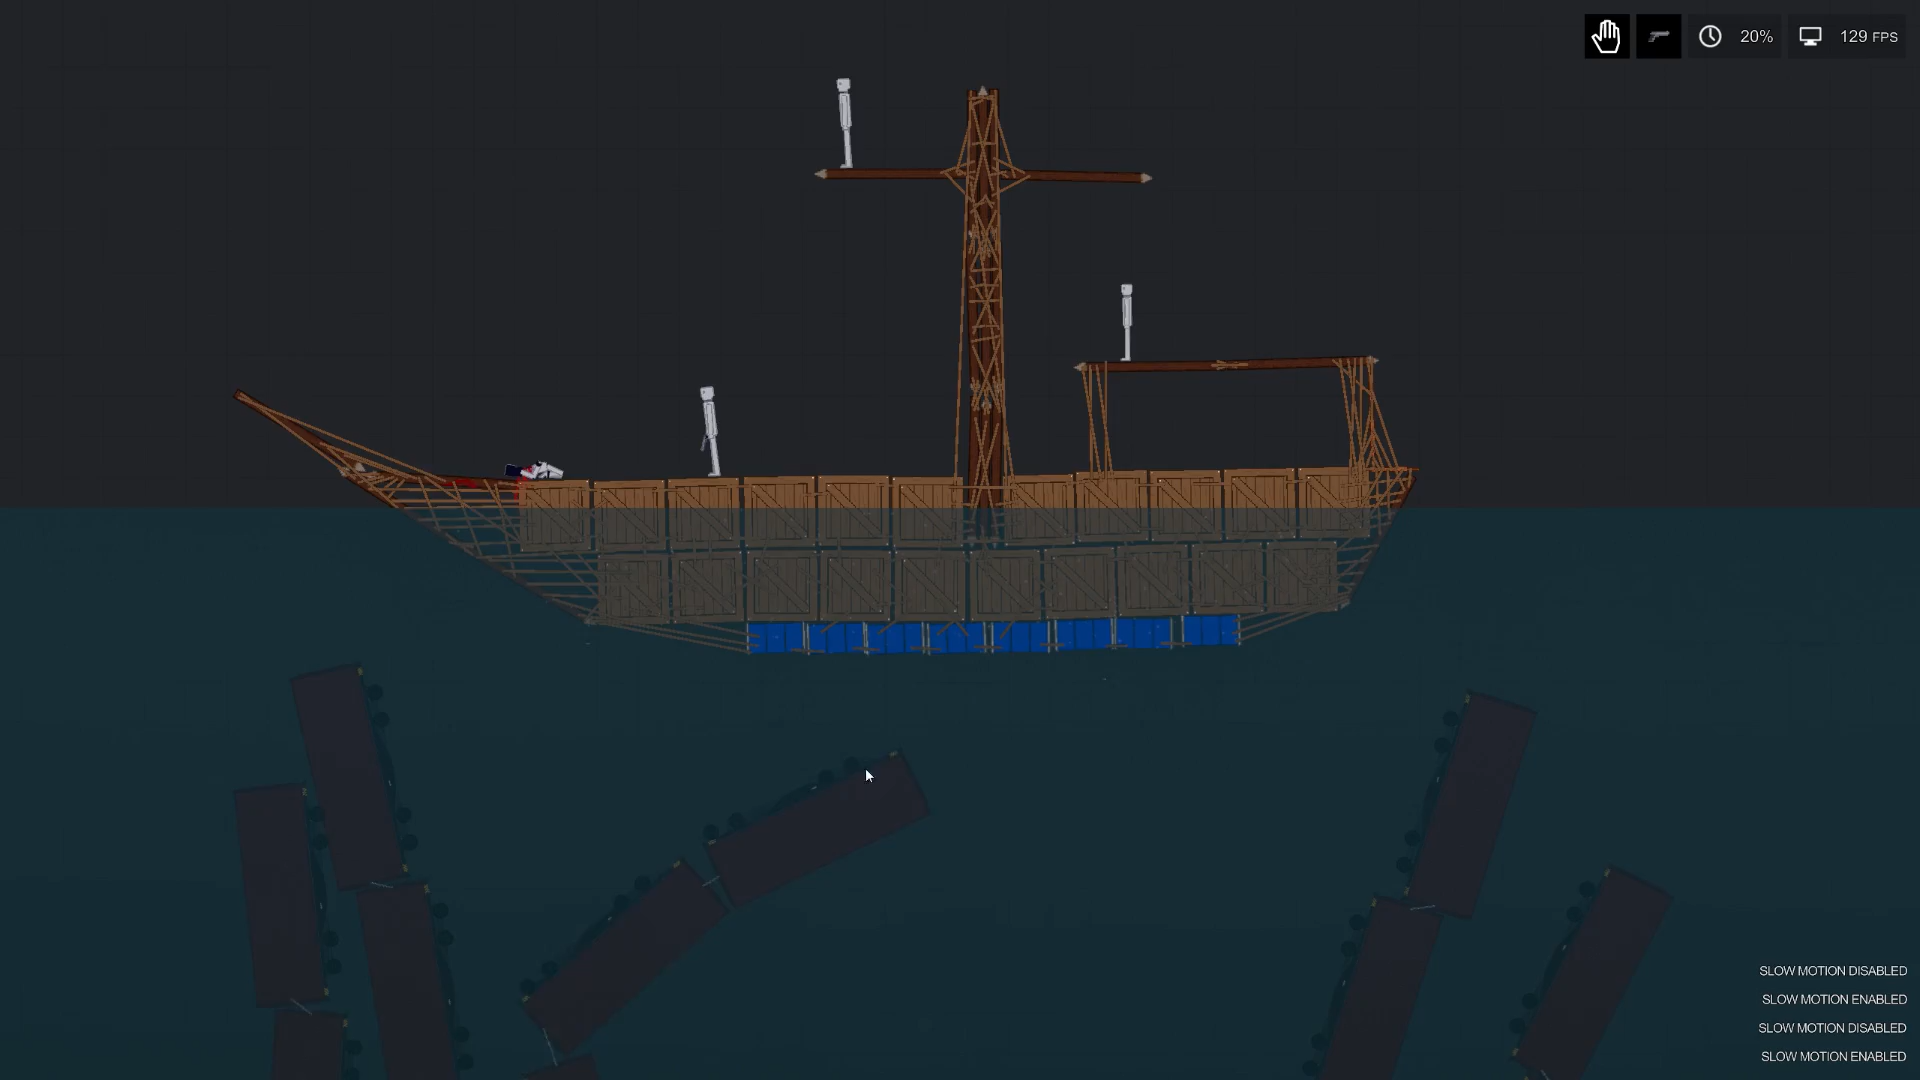 20%
129 FPS
SLOW MOTION DISABLED
SLOW MOTION ENABLED
SLOW MOTION DISABLED
SLOW MOTION ENABLED